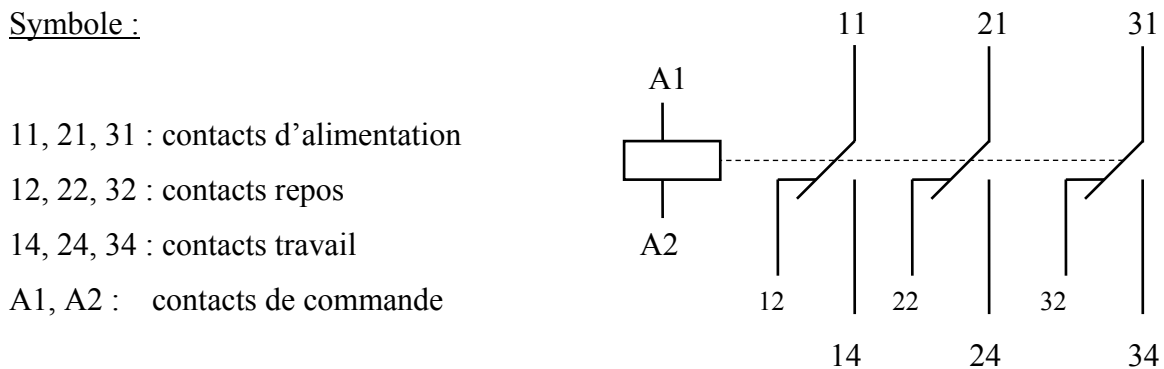 Symbole :
11, 21, 31 : contacts d’alimentation
12, 22, 32 : contacts repos
14, 24, 34 : contacts travail
A1, A2 : contacts de commande
11 21 31
A1
A2
12 22 32
14 24 34